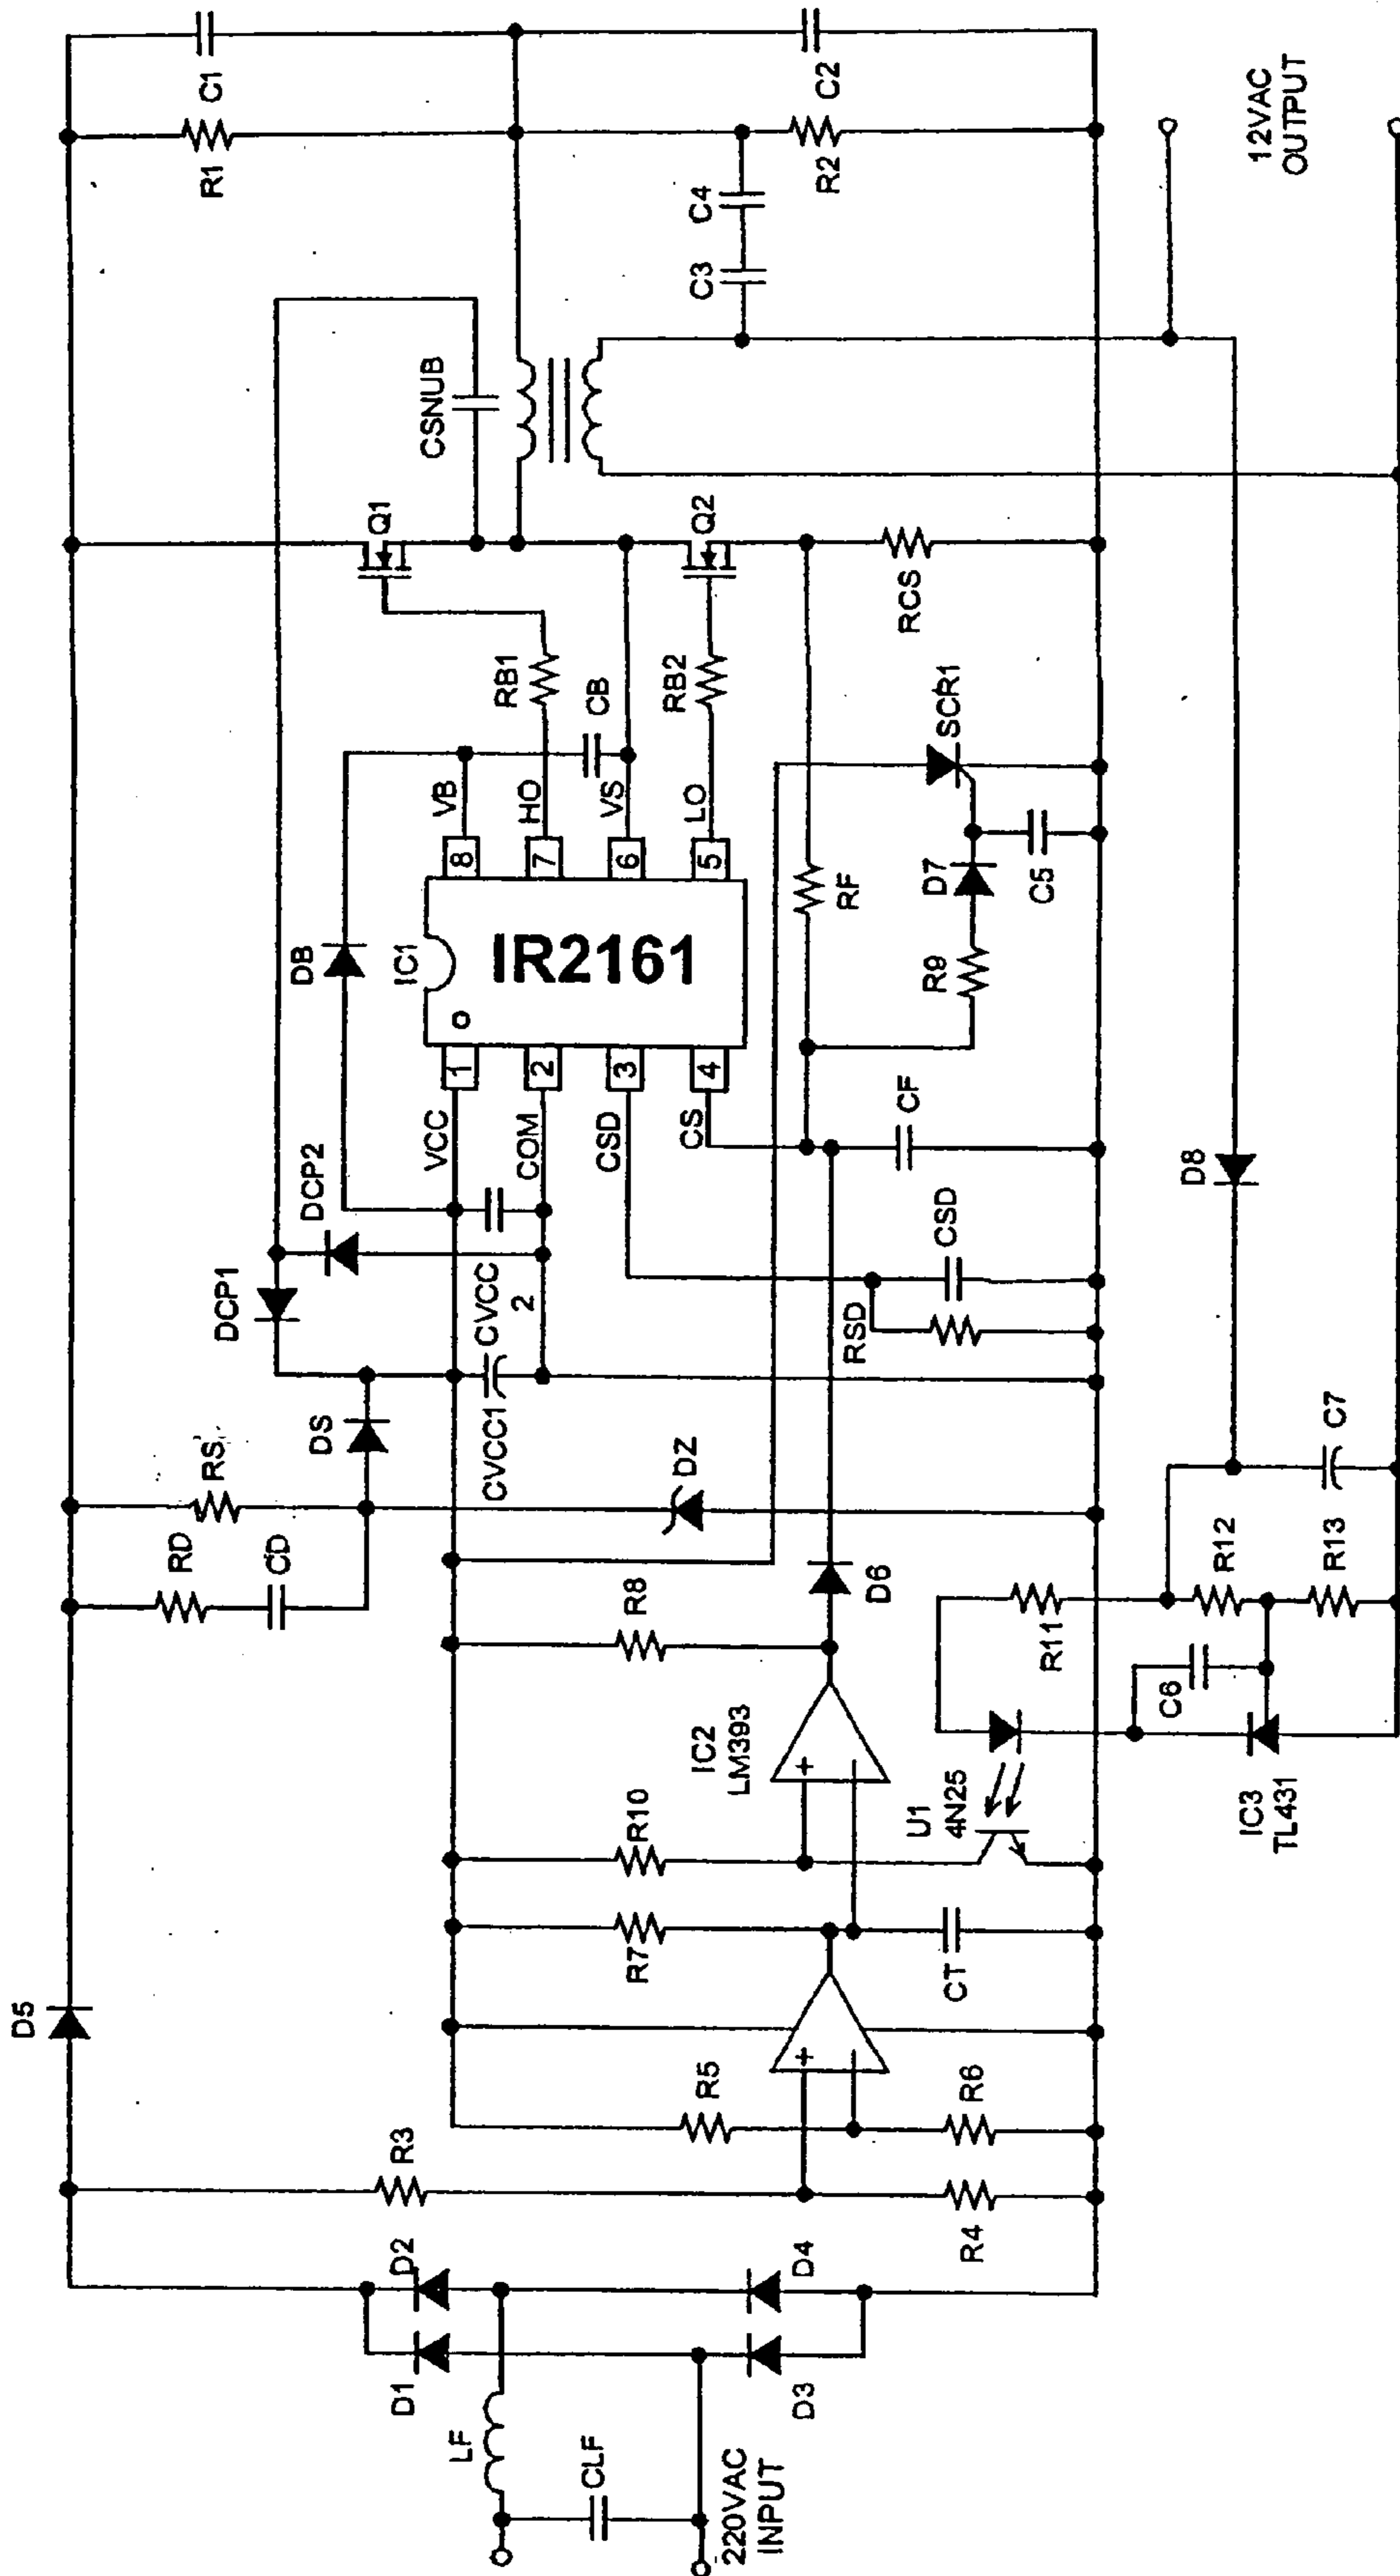 D5
C1
R1
RS
RD
CD
DS
DCP1
DCP2
DB
CSNUB
Q1
R3
D1
D2
LF
CLF
220VAC
INPUT
D3
D4
R4
R5
R6
R7
CT
R10
IC2
LM393
+
−
+
−
R8
D6
DZ
CVCC1
CVCC
2
VCC
COM
CSD
CS
1
2
3
4
IC1
IR2161
8
7
6
5
VB
HO
VS
LO
RB1
CB
RB2
Q2
RCS
RF
CF
RSD
CSD
R9
D7
C5
SCR1
C3
C4
R2
C2
U1
4N25
IC3
TL431
C6
R11
R12
R13
C7
D8
12VAC
OUTPUT